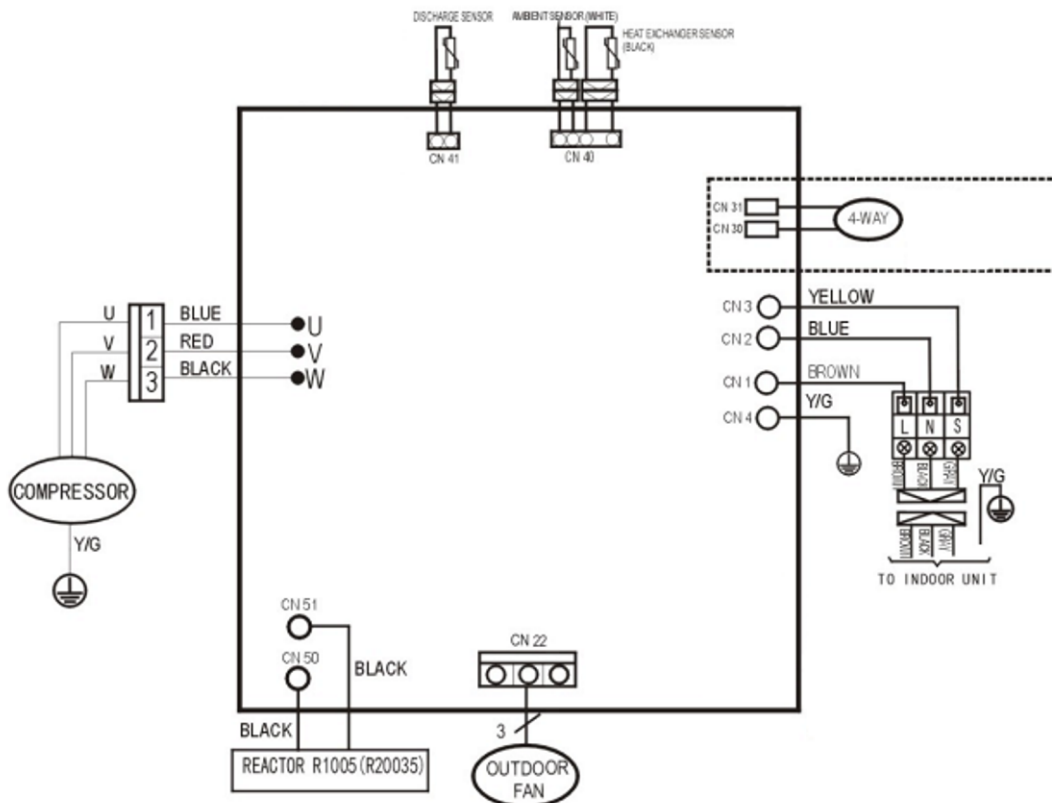 DISCHARGE SENSOR
AMBIENT SENSOR (WHITE)
HEAT EXCHANGER SENSOR
(BLACK)
CN 41
CN 40
CN 31
CN 30
4-WAY
CN 3
YELLOW
CN 2
BLUE
CN 1
BROWN
CN 4
Y/G
U
1
BLUE
U
V
2
RED
V
W
3
BLACK
W
L
N
S
BROWN
BLACK
GRAY
Y/G
BROWN
BLACK
GRAY
TO INDOOR UNIT
COMPRESSOR
Y/G
CN 51
CN 50
BLACK
BLACK
REACTOR R1005 (R20035)
CN 22
3
OUTDOOR
FAN